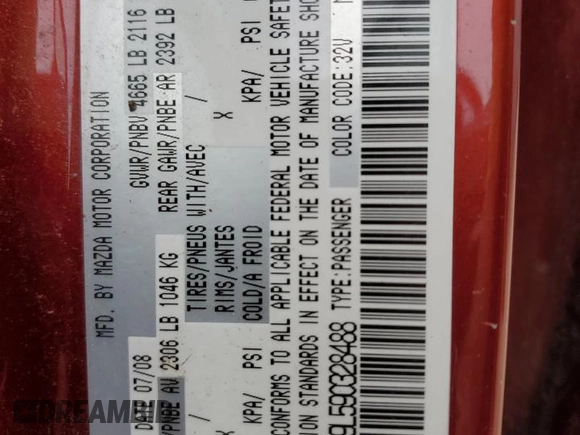 MFD. BY MAZDA MOTOR CORPORATION
07/08 GVWR/PNBV 4665 LB 2116
/PNBE AV 2306 LB 1046 KG REAR GAWR/PNBE AR 2392 LB
TIRES/PNEUS WITH/AVEC /
RIMS/JANTES X
COLD/A FROID KPA/ PSI
/
X
KPA/ PSI
CONFORMS TO ALL APPLICABLE FEDERAL MOTOR VEHICLE SAFET
ION STANDARDS IN EFFECT ON THE DATE OF MANUFACTURE SHO
9L590328488 TYPE:PASSENGER COLOR CODE:32V
EPICVIN